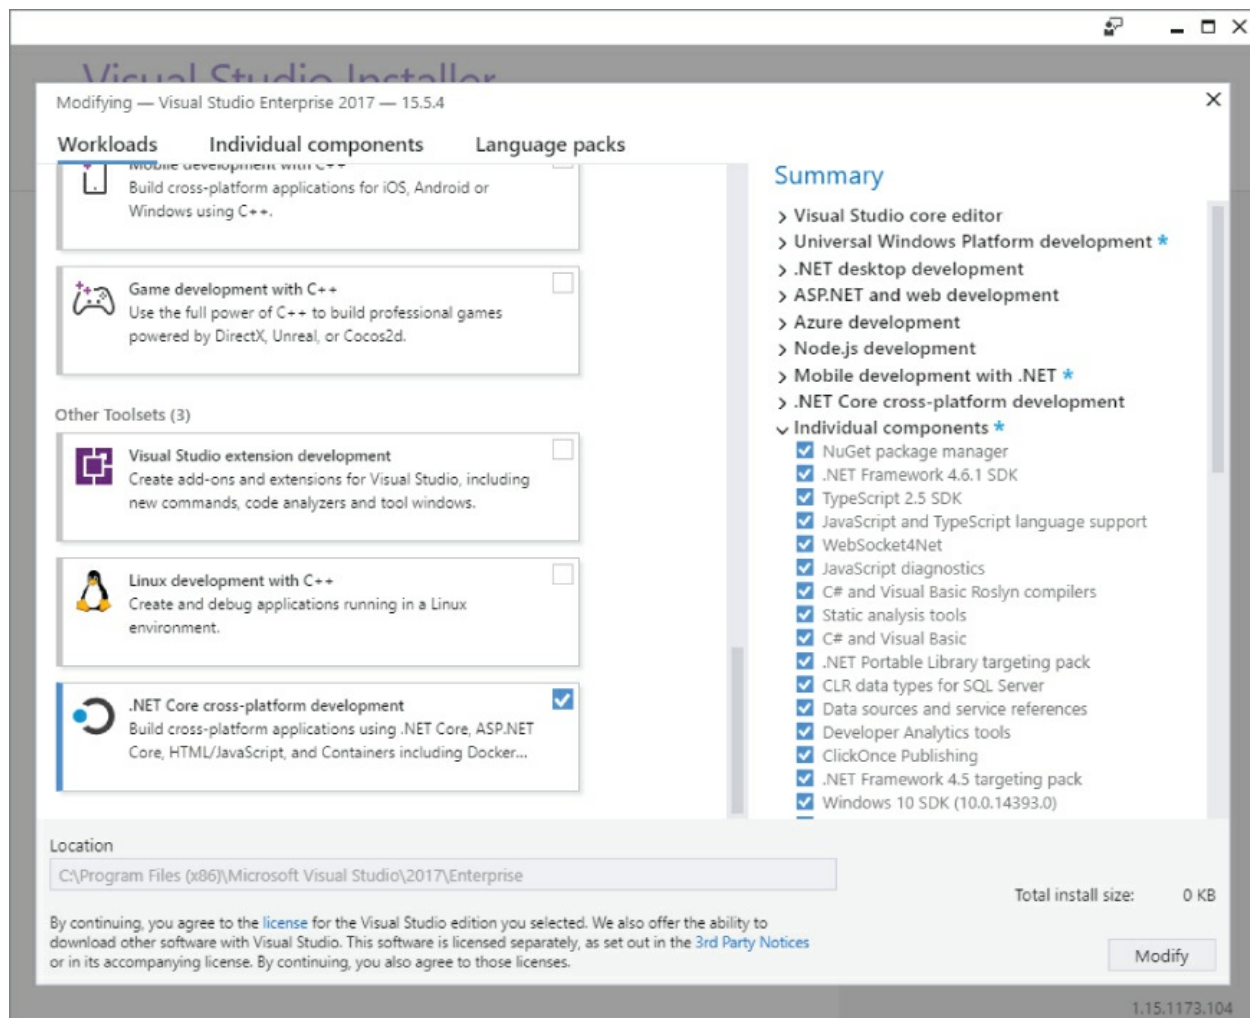 Visual Studio Installer
Modifying — Visual Studio Enterprise 2017 — 15.5.4
Workloads Individual components Language packs
Mobile development with C++
Build cross-platform applications for iOS, Android or
Windows using C++.
Game development with C++
Use the full power of C++ to build professional games
powered by DirectX, Unreal, or Cocos2d.
Other Toolsets (3)
Visual Studio extension development
Create add-ons and extensions for Visual Studio, including
new commands, code analyzers and tool windows.
Linux development with C++
Create and debug applications running in a Linux
environment.
.NET Core cross-platform development
Build cross-platform applications using .NET Core, ASP.NET
Core, HTML/JavaScript, and Containers including Docker...
Summary
Visual Studio core editor
Universal Windows Platform development *
.NET desktop development
ASP.NET and web development
Azure development
Node.js development
Mobile development with .NET *
.NET Core cross-platform development
Individual components *
NuGet package manager
.NET Framework 4.6.1 SDK
TypeScript 2.5 SDK
JavaScript and TypeScript language support
WebSocket4Net
JavaScript diagnostics
C# and Visual Basic Roslyn compilers
Static analysis tools
C# and Visual Basic
.NET Portable Library targeting pack
CLR data types for SQL Server
Data sources and service references
Developer Analytics tools
ClickOnce Publishing
.NET Framework 4.5 targeting pack
Windows 10 SDK (10.0.14393.0)
Location
C:\Program Files (x86)\Microsoft Visual Studio\2017\Enterprise
Total install size: 0 KB
By continuing, you agree to the license for the Visual Studio edition you selected. We also offer the ability to
download other software with Visual Studio. This software is licensed separately, as set out in the 3rd Party Notices
or in its accompanying license. By continuing, you also agree to those licenses.
Modify
1.15.1173.104